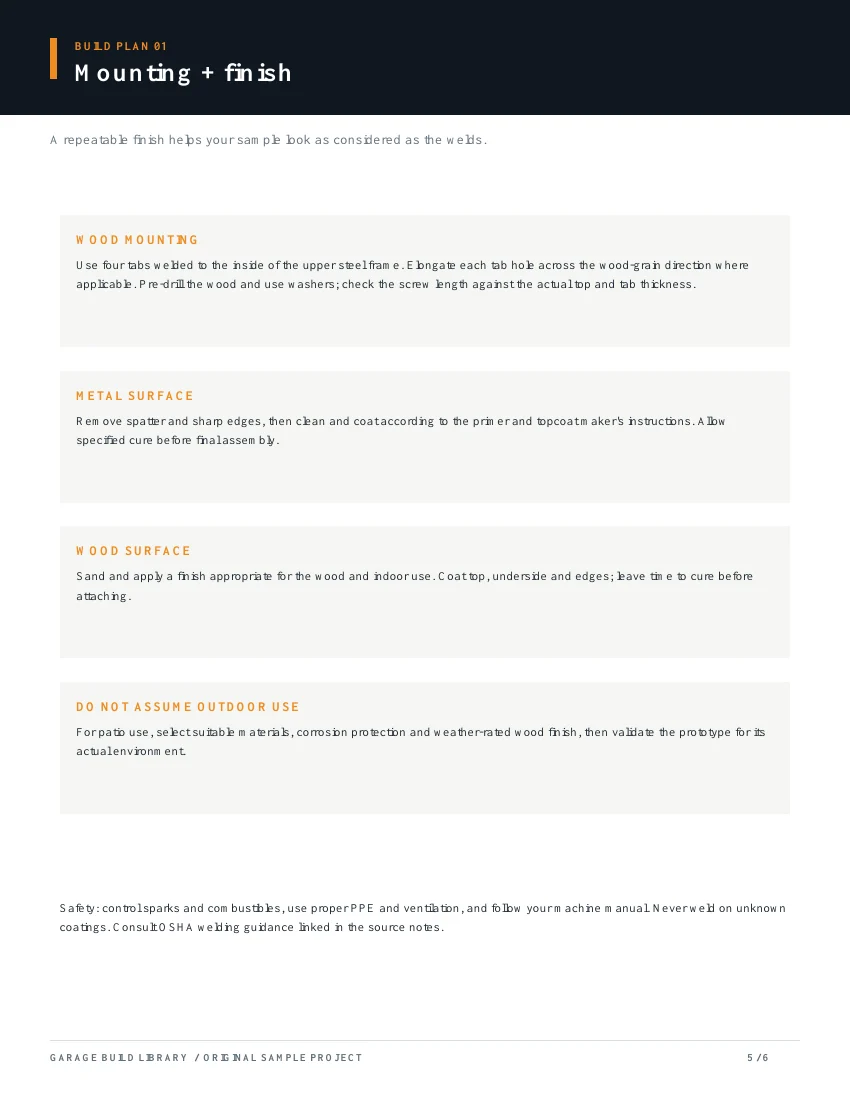 BUILD PLAN 01
Mounting + finish
A repeatable finish helps your sample look as considered as the welds.
WOOD MOUNTING
Use four tabs welded to the inside of the upper steel frame. Elongate each tab hole across the wood-grain direction where
applicable. Pre-drill the wood and use washers; check the screw length against the actual top and tab thickness.
METAL SURFACE
Remove spatter and sharp edges, then clean and coat according to the primer and topcoat maker's instructions. Allow
specified cure before final assembly.
WOOD SURFACE
Sand and apply a finish appropriate for the wood and indoor use. Coat top, underside and edges; leave time to cure before
attaching.
DO NOT ASSUME OUTDOOR USE
For patio use, select suitable materials, corrosion protection and weather-rated wood finish, then validate the prototype for its
actual environment.
Safety: control sparks and combustibles, use proper PPE and ventilation, and follow your machine manual. Never weld on unknown
coatings. Consult OSHA welding guidance linked in the source notes.
GARAGE BUILD LIBRARY / ORIGINAL SAMPLE PROJECT
5 / 6